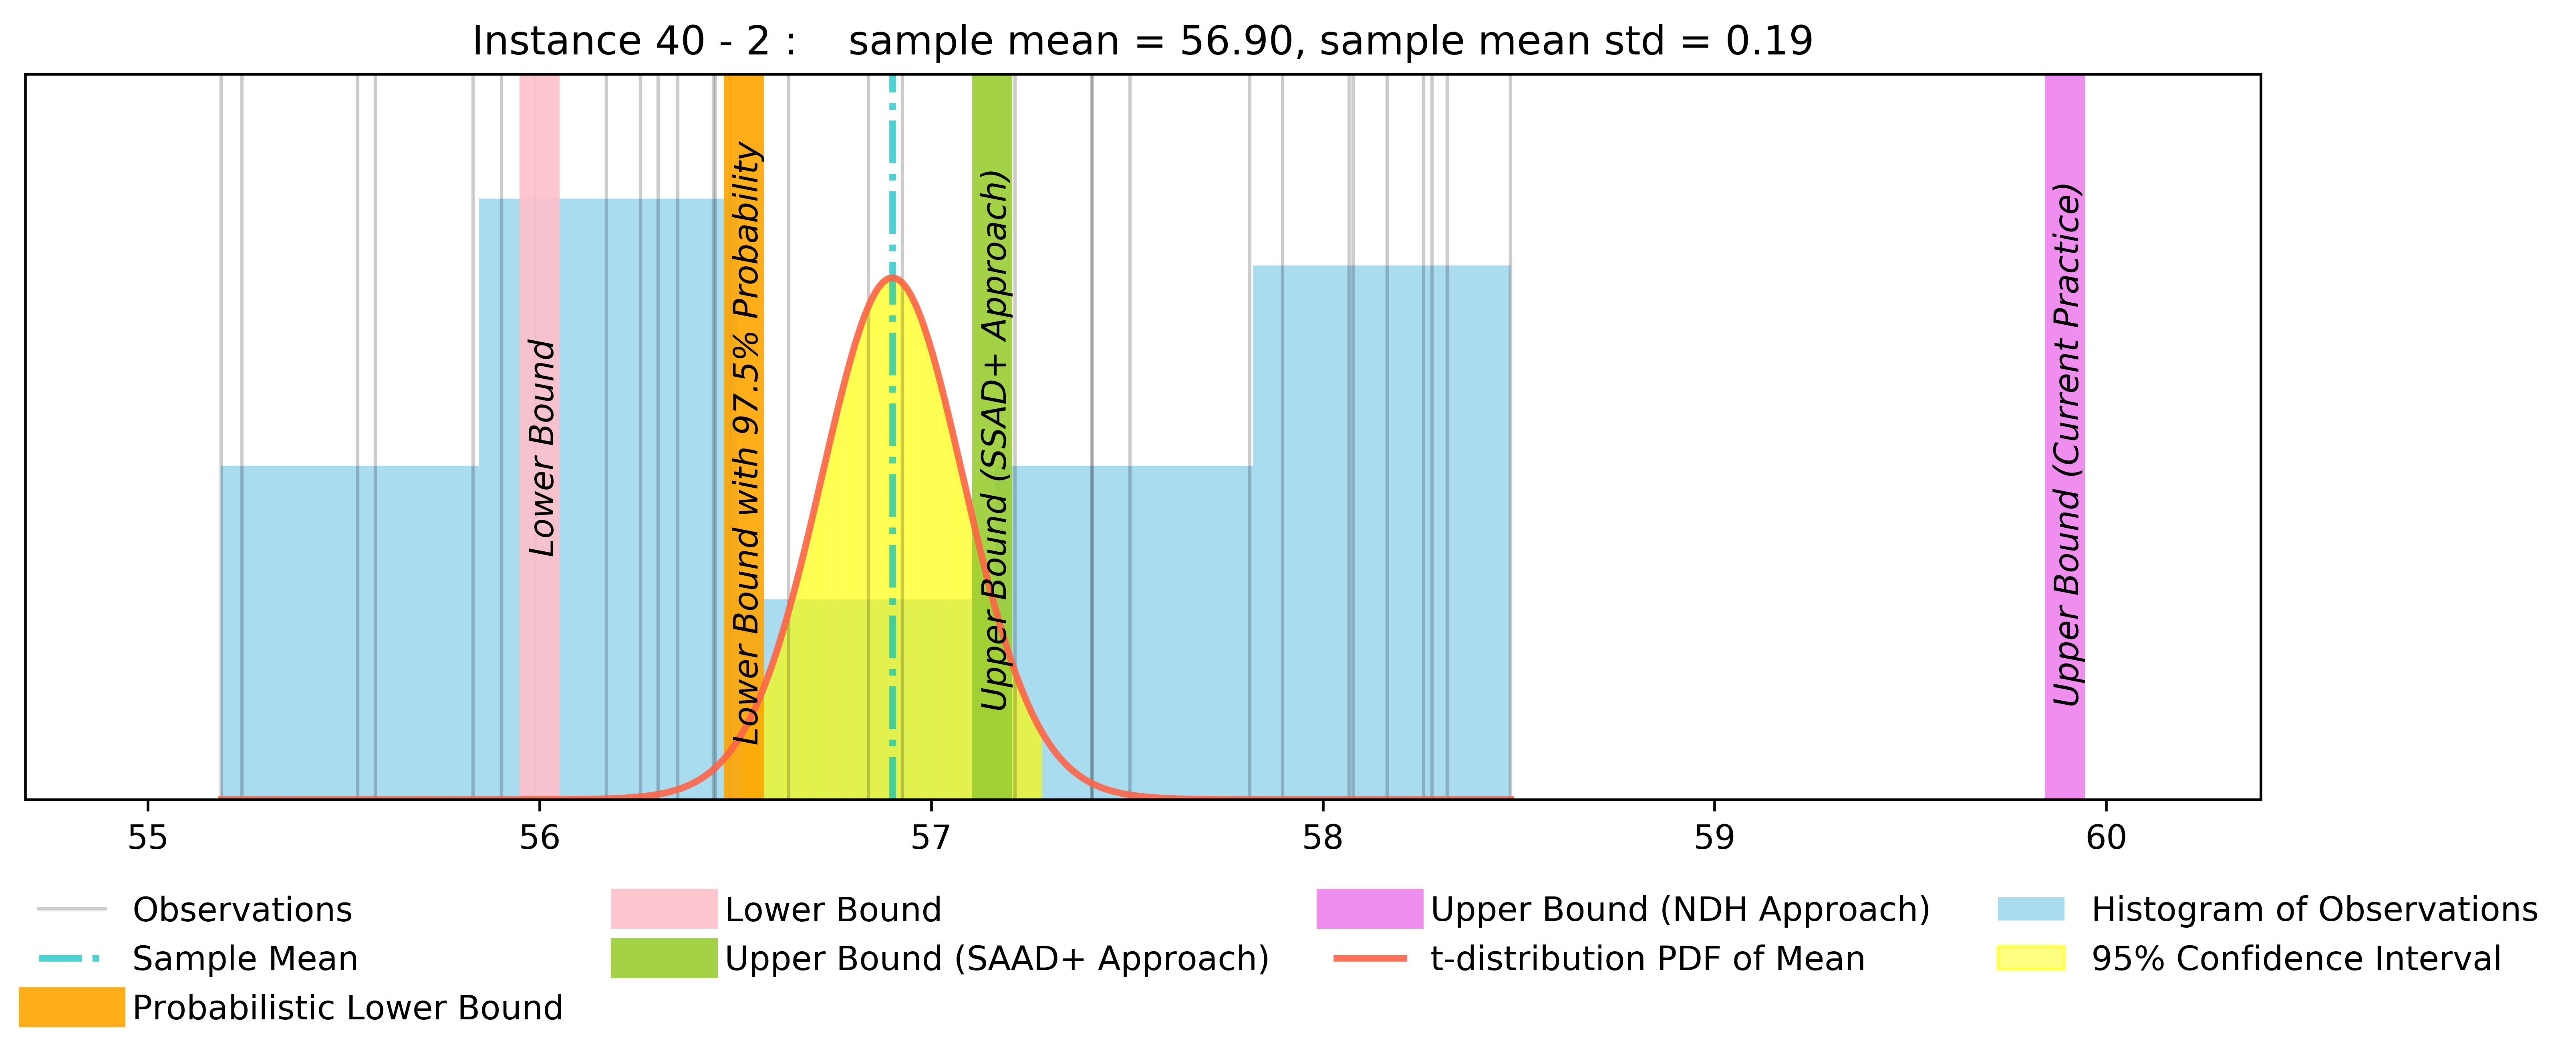 Instance 40 - 2 :    sample mean = 56.90, sample mean std = 0.19
Lower Bound
Lower Bound with 97.5% Probability
Upper Bound (SSAD+ Approach)
Upper Bound (Current Practice)
55 56 57 58 59 60
Observations
Sample Mean
Probabilistic Lower Bound
Lower Bound
Upper Bound (SAAD+ Approach)
Upper Bound (NDH Approach)
t-distribution PDF of Mean
Histogram of Observations
95% Confidence Interval